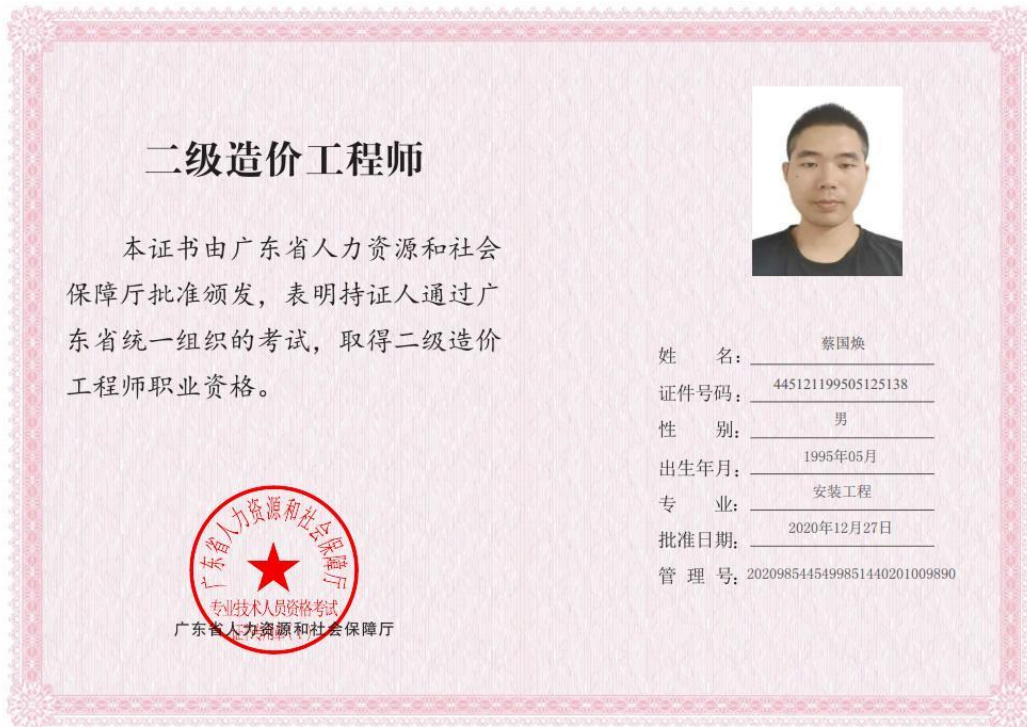 二级造价工程师
本证书由广东省人力资源和社会
保障厅批准颁发，表明持证人通过广
东省统一组织的考试，取得二级造价
工程师职业资格。
广东省人力资源和社会保障厅
专业技术人员资格考试
广东省人力资源和社会保障厅
姓 名：蔡国焕
证件号码：445121199505125138
性 别：男
出生年月：1995年05月
专 业：安装工程
批准日期：2020年12月27日
管 理 号：2020985445499851440201009890